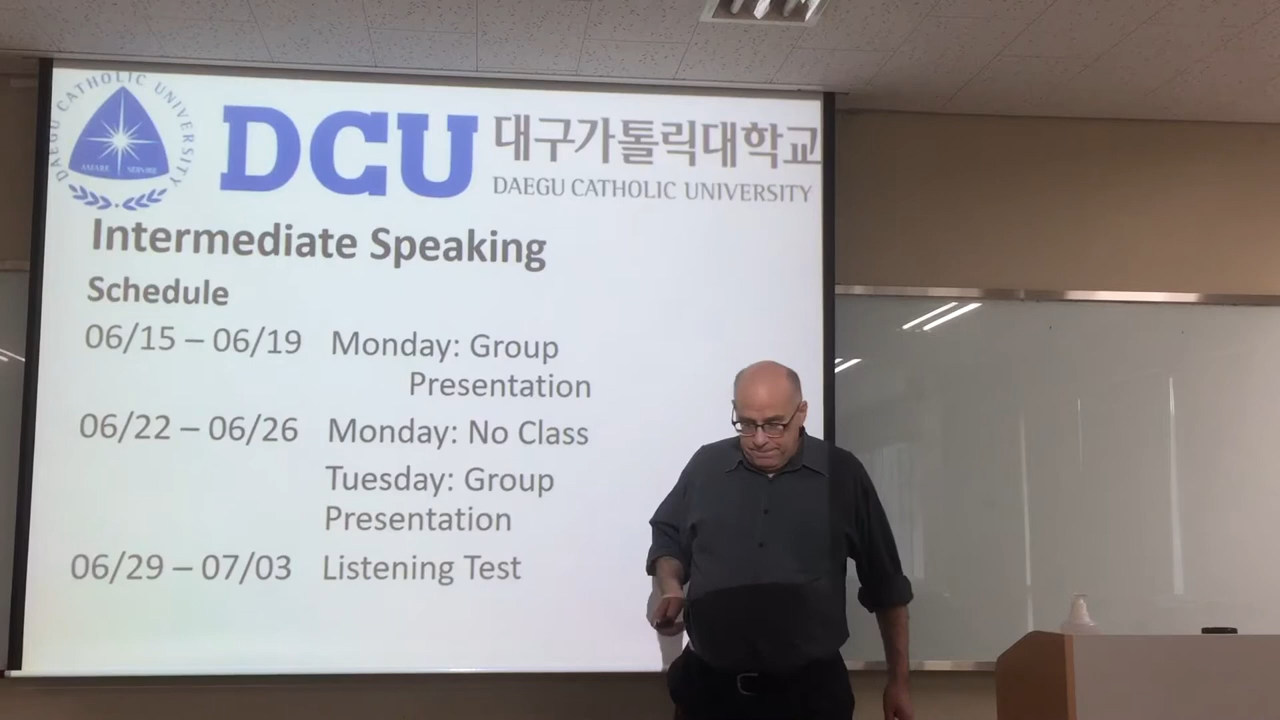 DAEGU CATHOLIC UNIVERSITY
DCU 대구가톨릭대학교
DAEGU CATHOLIC UNIVERSITY
Intermediate Speaking
Schedule
06/15 – 06/19 Monday: Group
Presentation
06/22 – 06/26 Monday: No Class
Tuesday: Group
Presentation
06/29 – 07/03 Listening Test